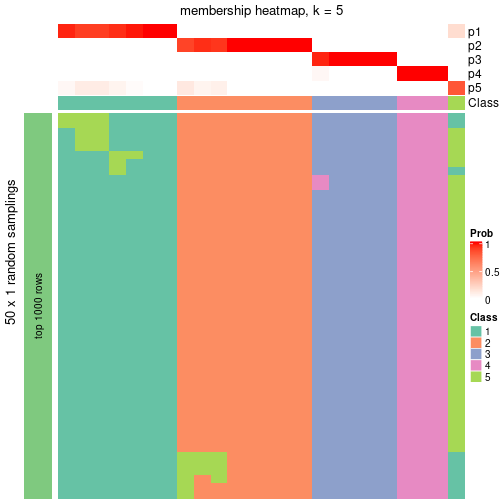 membership heatmap, k = 5
p1
p2
p3
p4
p5
Class
50 x 1 random samplings
top 1000 rows
Prob
1
0.5
0
Class
1
2
3
4
5